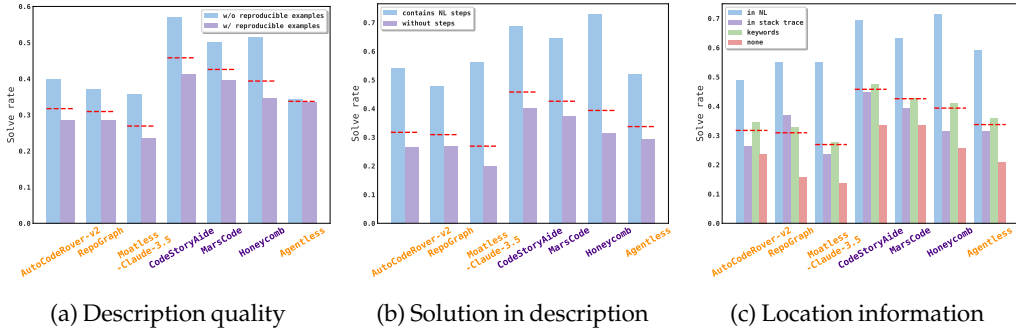 Solve rate
0.6
0.5
0.4
0.3
0.2
0.1
0.0
w/o reproducible examples
w/ reproducible examples
AutoCodeRover-v2
RepoGraph
Moatless
-Claude-3.5
CodeStoryAide
MarsCode
Honeycomb
Agentless
(a) Description quality
Solve rate
0.7
0.6
0.5
0.4
0.3
0.2
0.1
0.0
contains NL steps
without steps
AutoCodeRover-v2
RepoGraph
Moatless
-Claude-3.5
CodeStoryAide
MarsCode
Honeycomb
Agentless
(b) Solution in description
Solve rate
0.7
0.6
0.5
0.4
0.3
0.2
0.1
0.0
in NL
in stack trace
keywords
none
AutoCodeRover-v2
RepoGraph
Moatless
-Claude-3.5
CodeStoryAide
MarsCode
Honeycomb
Agentless
(c) Location information